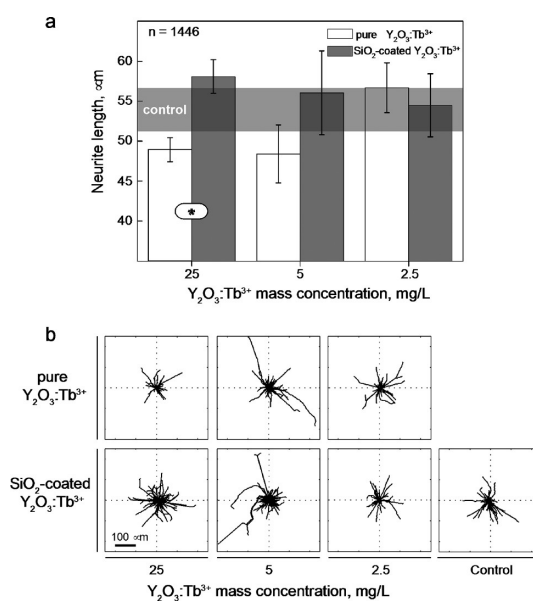 a
n = 1446
pure Y₂O₃:Tb³⁺
SiO₂-coated Y₂O₃:Tb³⁺
60
55
50
45
40
control
*
Neurite length, ∝m
25 5 2.5
Y₂O₃:Tb³⁺ mass concentration, mg/L
b
pure
Y₂O₃:Tb³⁺
SiO₂-coated
Y₂O₃:Tb³⁺
100 ∝m
25 5 2.5 Control
Y₂O₃:Tb³⁺ mass concentration, mg/L